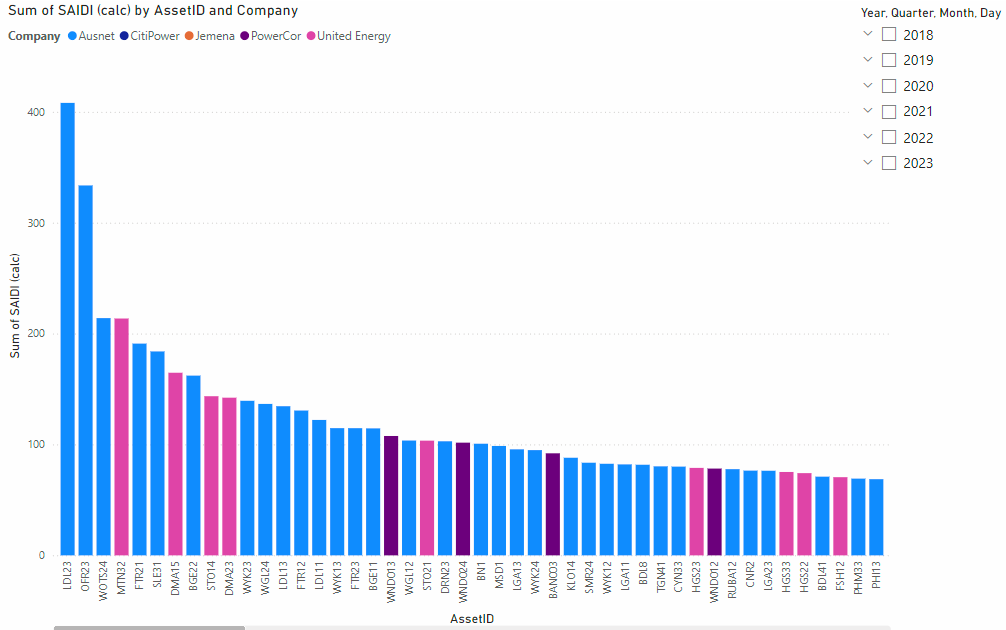 Sum of SAIDI (calc) by AssetID and Company
Company Ausnet CitiPower Jemena PowerCor United Energy
Year, Quarter, Month, Day
2018
2019
2020
2021
2022
2023
Sum of SAIDI (calc)
400
300
200
100
0
LDL23 OFR23 WOTS24 MTN32 FTR21 SLE31 DMA15 BGE22 STO14 DMA23 WYK23 WGL24 LDL13 FTR12 LDL11 WYK13 FTR23 BGE11 WND013 WGL12 STO21 DRN23 WND024 BN1 MSD1 LGA13 WYK24 BAN003 KLO14 SMR24 WYK12 LGA11 BDL8 TGN41 CYN33 HGS23 WND012 RUBA12 CNR2 LGA23 HGS33 HGS22 BDL41 FSH12 PHM33 PHI13
AssetID